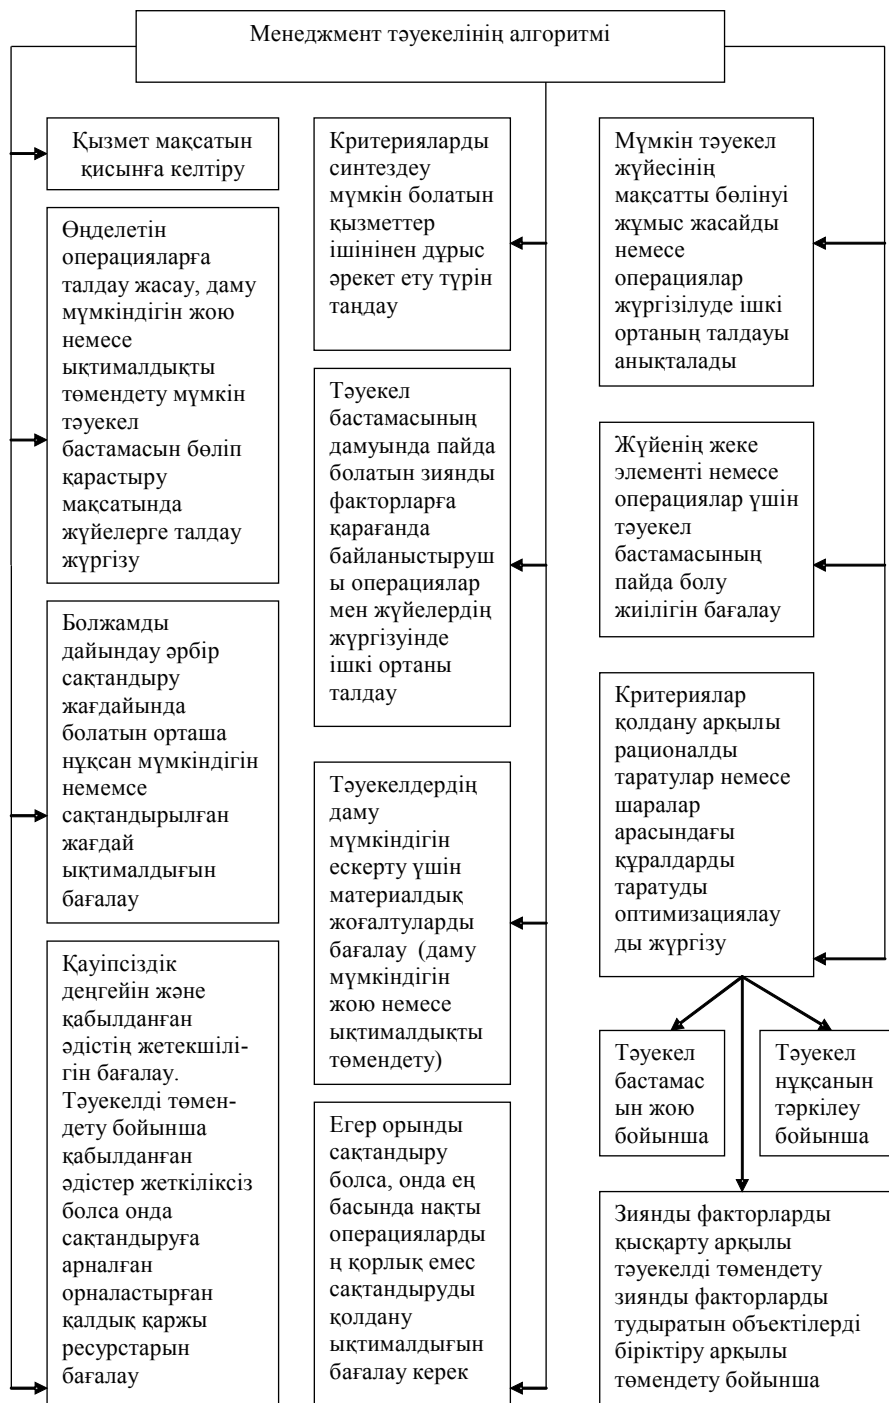 Менеджмент тәуекелінің алгоритмі
Қызмет мақсатын
қисынға келтіру
Өңделетін
операцияларға
талдау жасау, даму
мүмкіндігін жою
немесе
ықтималдықты
төмендету мүмкін
тәуекел
бастамасын бөліп
қарастыру
мақсатында
жүйелерге талдау
жүргізу
Болжамды
дайындау әрбір
сақтандыру
жағдайында
болатын орташа
нұқсан мүмкіндігін
немемсе
сақтандырылған
жағдай
ықтималдығын
бағалау
Қауіпсіздік
деңгейін және
қабылданған
әдістің жетекшілі-
гін бағалау.
Тәуекелді төмен-
дету бойынша
қабылданған
әдістер жеткіліксіз
болса онда
сақтандыруға
арналған
орналастырған
қалдық қаржы
ресурстарын
бағалау
Критерияларды
синтездеу
мүмкін болатын
қызметтер
ішінінен дұрыс
әрекет ету түрін
таңдау
Тәуекел
бастамасының
дамуында пайда
болатын зиянды
факторларға
қарағанда
байланыстыруш
ы операциялар
мен жүйелердің
жүргізуінде
ішкі ортаны
талдау
Тәуекелдердің
даму
мүмкіндігін
ескерту үшін
материалдық
жоғалтуларды
бағалау (даму
мүмкіндігін
жою немесе
ықтималдықты
төмендету)
Егер орынды
сақтандыру
болса, онда ең
басында нақты
операцияларды
ң қорлық емес
сақтандыруды
қолдану
ықтималдығын
бағалау керек
Мүмкін тәуекел
жүйесінің
мақсатты бөлінуі
жұмыс жасайды
немесе
операциялар
жүргізілуде ішкі
ортаның талдауы
анықталады
Жүйенің жеке
элементі немесе
операциялар үшін
тәуекел
бастамасының
пайда болу
жиілігін бағалау
Критериялар
қолдану арқылы
рационалды
таратулар немесе
шаралар
арасындағы
құралдарды
таратуды
оптимизациялау
ды жүргізу
Тәуекел
бастамас
ын жою
бойынша
Тәуекел
нұқсанын
тәркілеу
бойынша
Зиянды факторларды
қысқарту арқылы
тәуекелді төмендету
зиянды факторларды
тудыратын объектілерді
біріктіру арқылы
төмендету бойынша